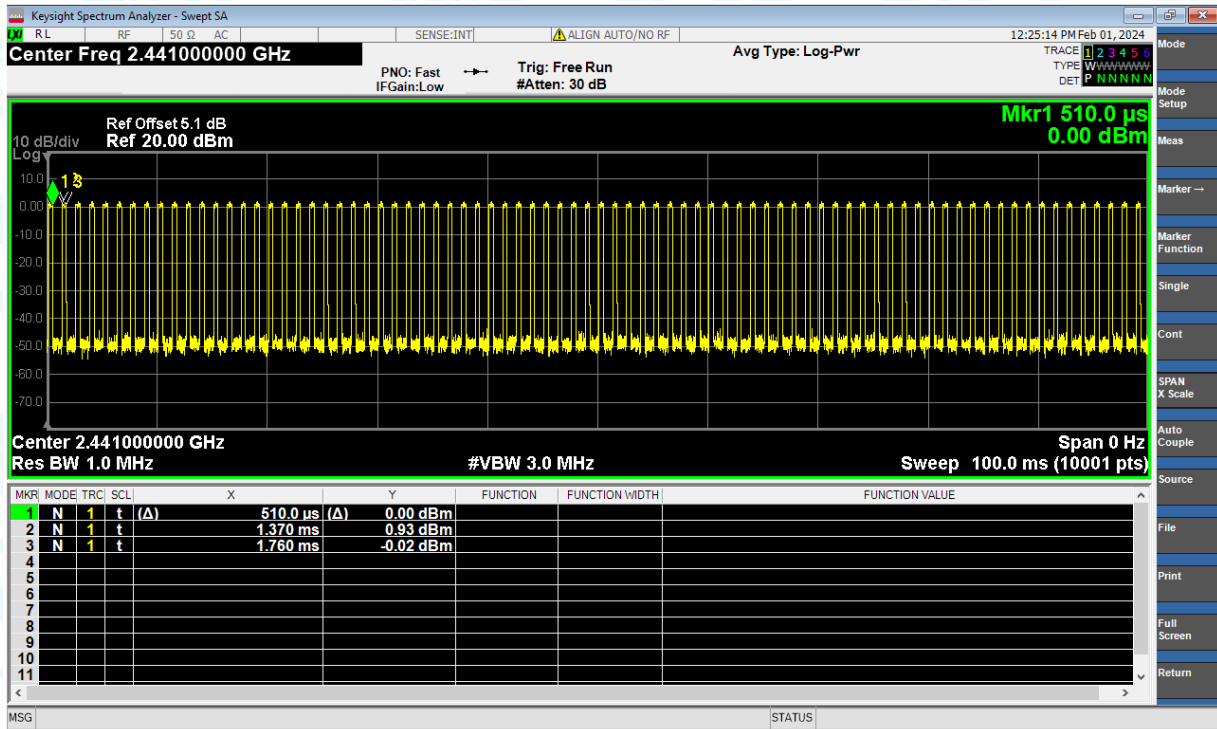 Keysight Spectrum Analyzer - Swept SA
LXI RL RF 50 Ω AC SENSE:INT ALIGN AUTO/NO RF 12:25:14 PM Feb 01, 2024
Center Freq 2.441000000 GHz
Avg Type: Log-Pwr
TRACE 1 2 3 4 5 6
PNO: Fast
Trig: Free Run
TYPE WWWWWW
IFGain:Low
#Atten: 30 dB
DET P N N N N N
Mkr1 510.0 µs
0.00 dBm
Ref Offset 5.1 dB
10 dB/div Ref 20.00 dBm
Log
10.0
0.00
-10.0
-20.0
-30.0
-40.0
-50.0
-60.0
-70.0
1
3
Center 2.441000000 GHz Span 0 Hz
Res BW 1.0 MHz #VBW 3.0 MHz Sweep 100.0 ms (10001 pts)
MKR MODE TRC SCL X Y FUNCTION FUNCTION WIDTH FUNCTION VALUE
1 N 1 t (Δ) 510.0 µs (Δ) 0.00 dBm
2 N 1 t 1.370 ms 0.93 dBm
3 N 1 t 1.760 ms -0.02 dBm
4
5
6
7
8
9
10
11
MSG STATUS
Mode
Mode
Setup
Meas
Marker →
Marker
Function
Single
Cont
SPAN
X Scale
Auto
Couple
Source
File
Print
Full
Screen
Return